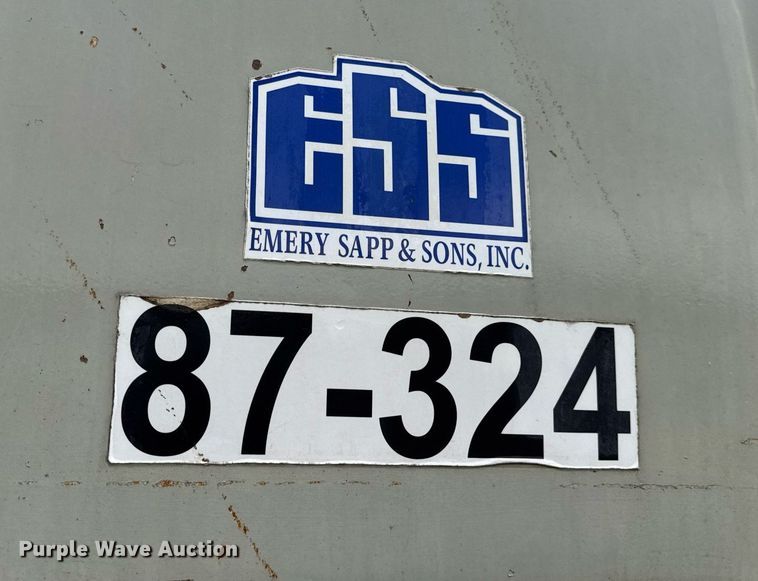 ESS
EMERY SAPP & SONS, INC.
87-324
Purple Wave Auction